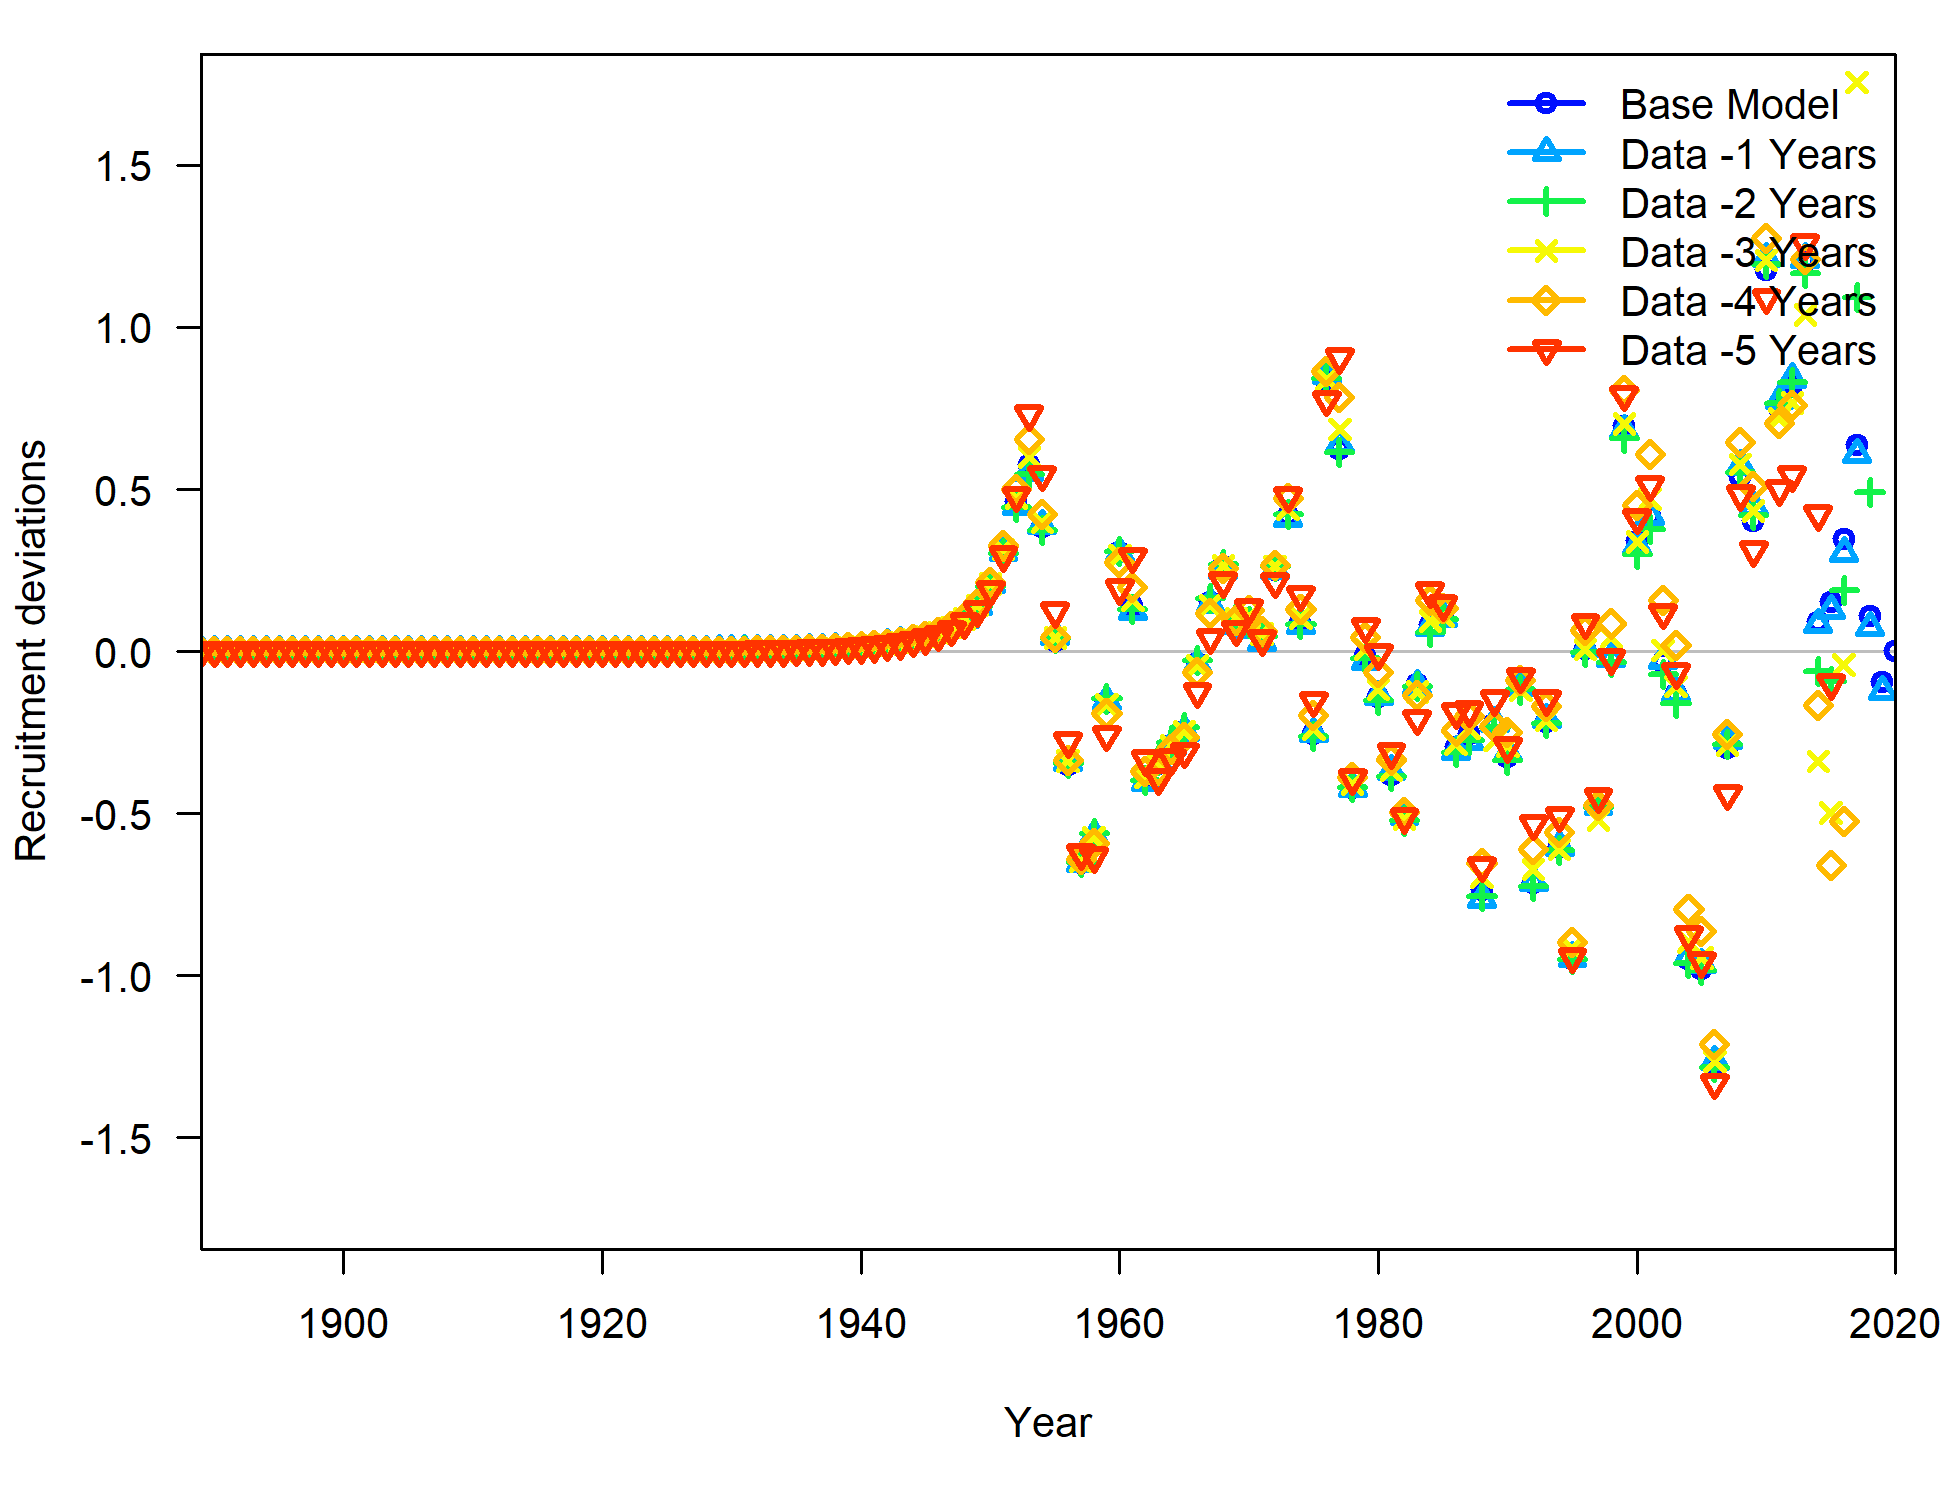 Base Model
Data -1 Years
Data -2 Years
Data -3 Years
Data -4 Years
Data -5 Years
1.5
1.0
0.5
0.0
-0.5
-1.0
-1.5
Recruitment deviations
1900 1920 1940 1960 1980 2000 2020
Year